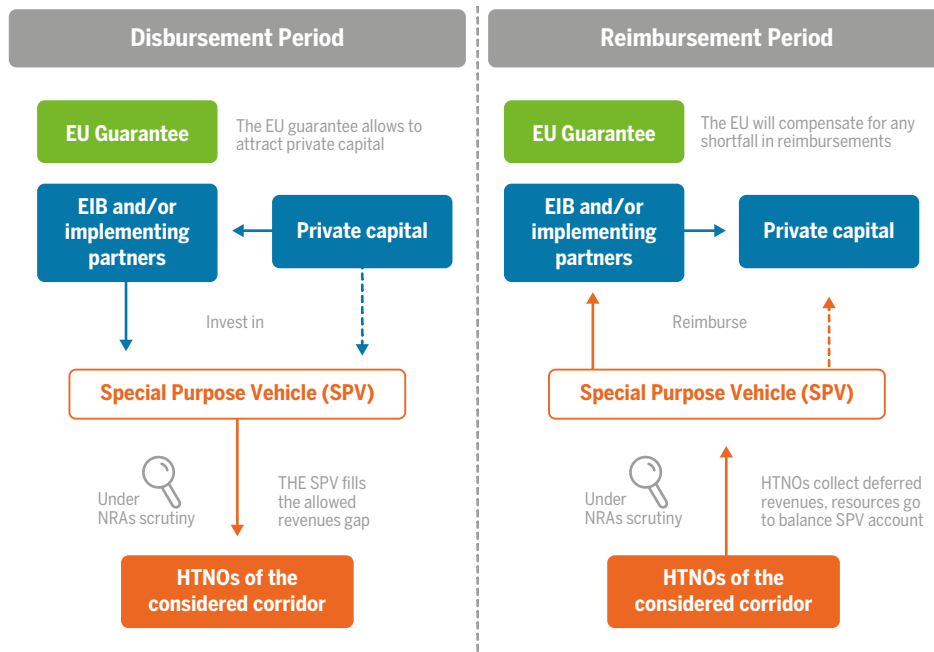 Disbursement Period
EU Guarantee
The EU guarantee allows to
attract private capital
EIB and/or
implementing
partners
Private capital
Invest in
Special Purpose Vehicle (SPV)
Under
NRAs scrutiny
THE SPV fills
the allowed
revenues gap
HTNOs of the
considered corridor
Reimbursement Period
EU Guarantee
The EU will compensate for any
shortfall in reimbursements
EIB and/or
implementing
partners
Private capital
Reimburse
Special Purpose Vehicle (SPV)
Under
NRAs scrutiny
HTNOs collect deferred
revenues, resources go
to balance SPV account
HTNOs of the
considered corridor